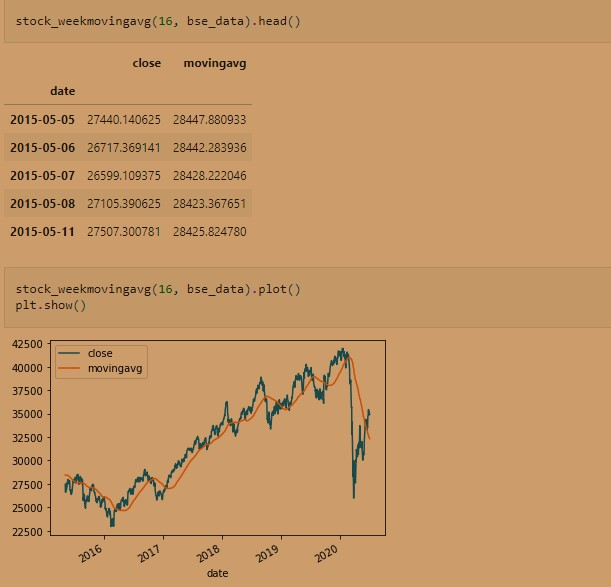 stock_weekmovingavg(16, bse_data).head()
close movingavg
date
2015-05-05 27440.140625 28447.880933
2015-05-06 26717.369141 28442.283936
2015-05-07 26599.109375 28428.222046
2015-05-08 27105.390625 28423.367651
2015-05-11 27507.300781 28425.824780
stock_weekmovingavg(16, bse_data).plot()
plt.show()
42500
40000
37500
35000
32500
30000
27500
25000
22500
close
movingavg
2016 2017 2018 2019 2020
date